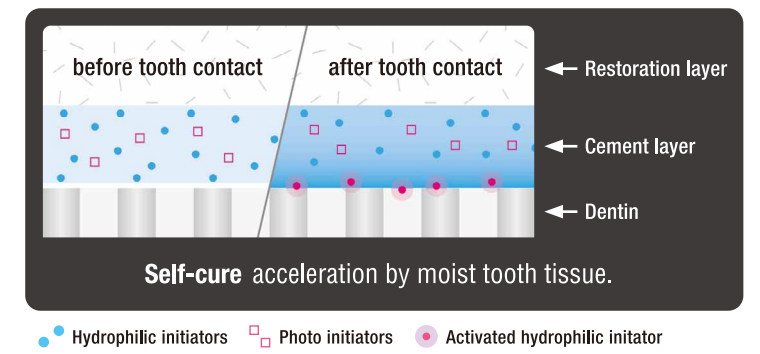 before tooth contact
after tooth contact
Restoration layer
Cement layer
Dentin
Self-cure acceleration by moist tooth tissue.
Hydrophilic initiators
Photo initiators
Activated hydrophilic initator